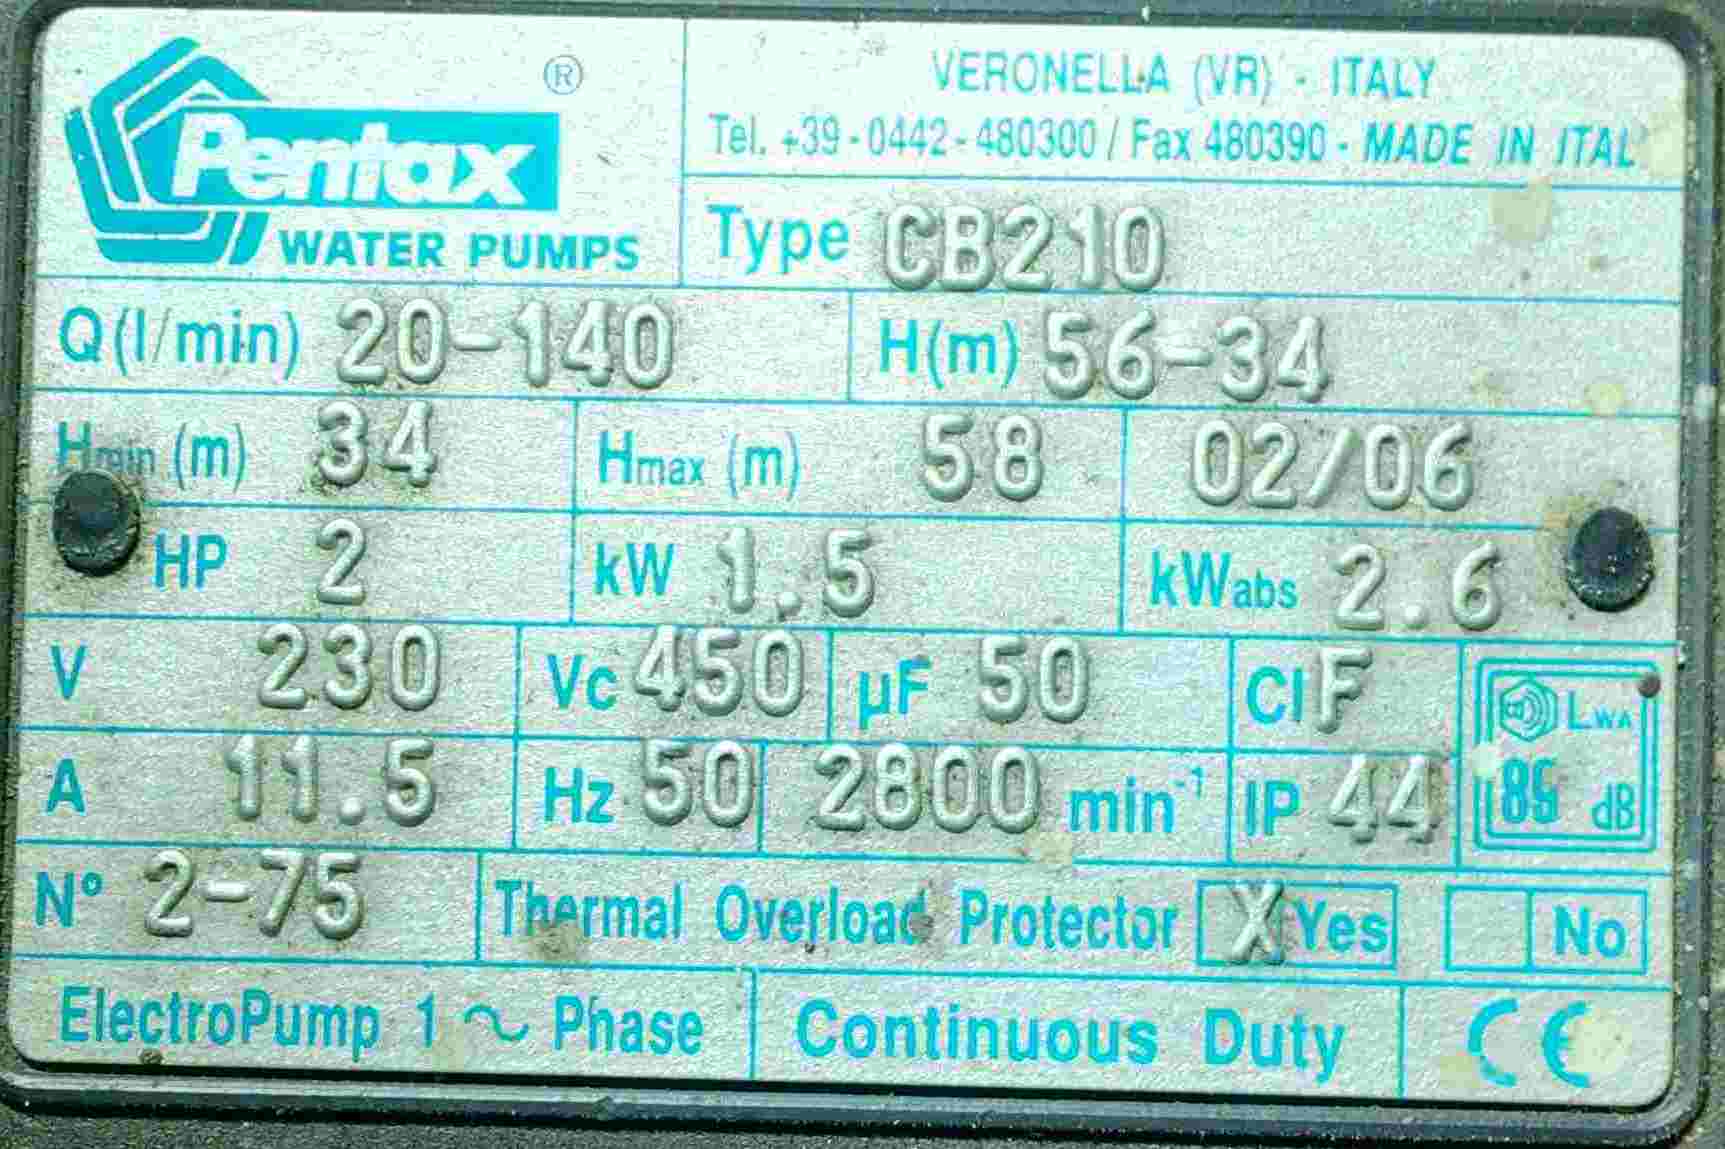 Pentax ®
WATER PUMPS
VERONELLA (VR) - ITALY
Tel. +39-0442-480300 / Fax 480390 - MADE IN ITAL
Type CB210
Q (l/min) 20-140 H(m) 56-34
Hmin (m) 34 Hmax (m) 58 02/06
HP 2 kW 1.5 kWabs 2.6
V 230 Vc 450 µF 50 Cl F
LWA
A 11.5 Hz 50 2800 min-1 IP 44
dB
N° 2-75 Thermal Overload Protector X Yes No
ElectroPump 1 ~ Phase Continuous Duty CE